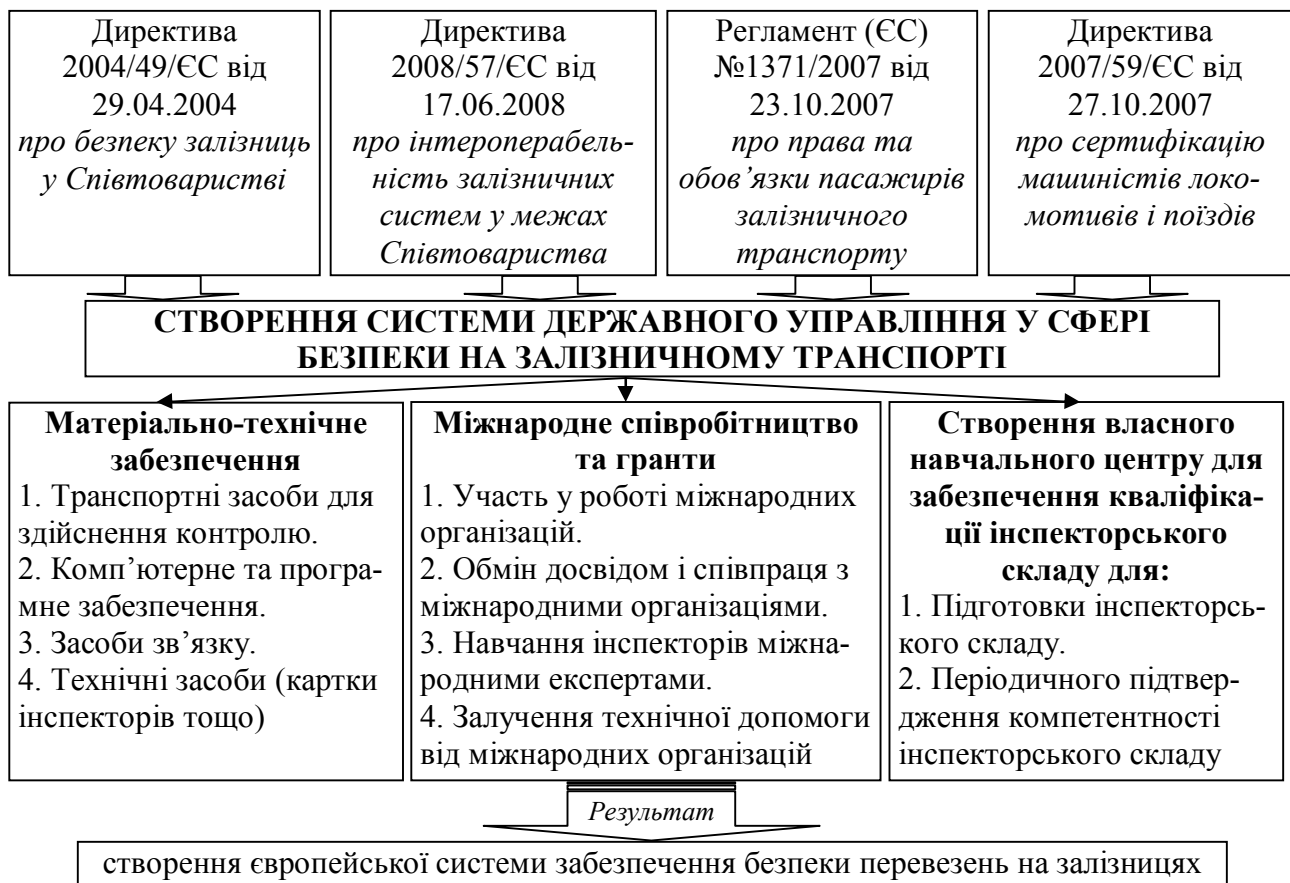 Директива
2004/49/ЄС від
29.04.2004
про безпеку залізниць
у Співтоваристві
Директива
2008/57/ЄС від
17.06.2008
про інтероперабель-
ність залізничних
систем у межах
Співтовариства
Регламент (ЄС)
№1371/2007 від
23.10.2007
про права та
обов’язки пасажирів
залізничного
транспорту
Директива
2007/59/ЄС від
27.10.2007
про сертифікацію
машиністів локо-
мотивів і поїздів
СТВОРЕННЯ СИСТЕМИ ДЕРЖАВНОГО УПРАВЛІННЯ У СФЕРІ
БЕЗПЕКИ НА ЗАЛІЗНИЧНОМУ ТРАНСПОРТІ
Матеріально-технічне
забезпечення
1. Транспортні засоби для
здійснення контролю.
2. Комп’ютерне та програ-
мне забезпечення.
3. Засоби зв’язку.
4. Технічні засоби (картки
інспекторів тощо)
Міжнародне співробітництво
та гранти
1. Участь у роботі міжнародних
організацій.
2. Обмін досвідом і співпраця з
міжнародними організаціями.
3. Навчання інспекторів міжна-
родними експертами.
4. Залучення технічної допомоги
від міжнародних організацій
Створення власного
навчального центру для
забезпечення кваліфіка-
ції інспекторського
складу для:
1. Підготовки інспекторсь-
кого складу.
2. Періодичного підтвер-
дження компетентності
інспекторського складу
Результат
створення європейської системи забезпечення безпеки перевезень на залізницях